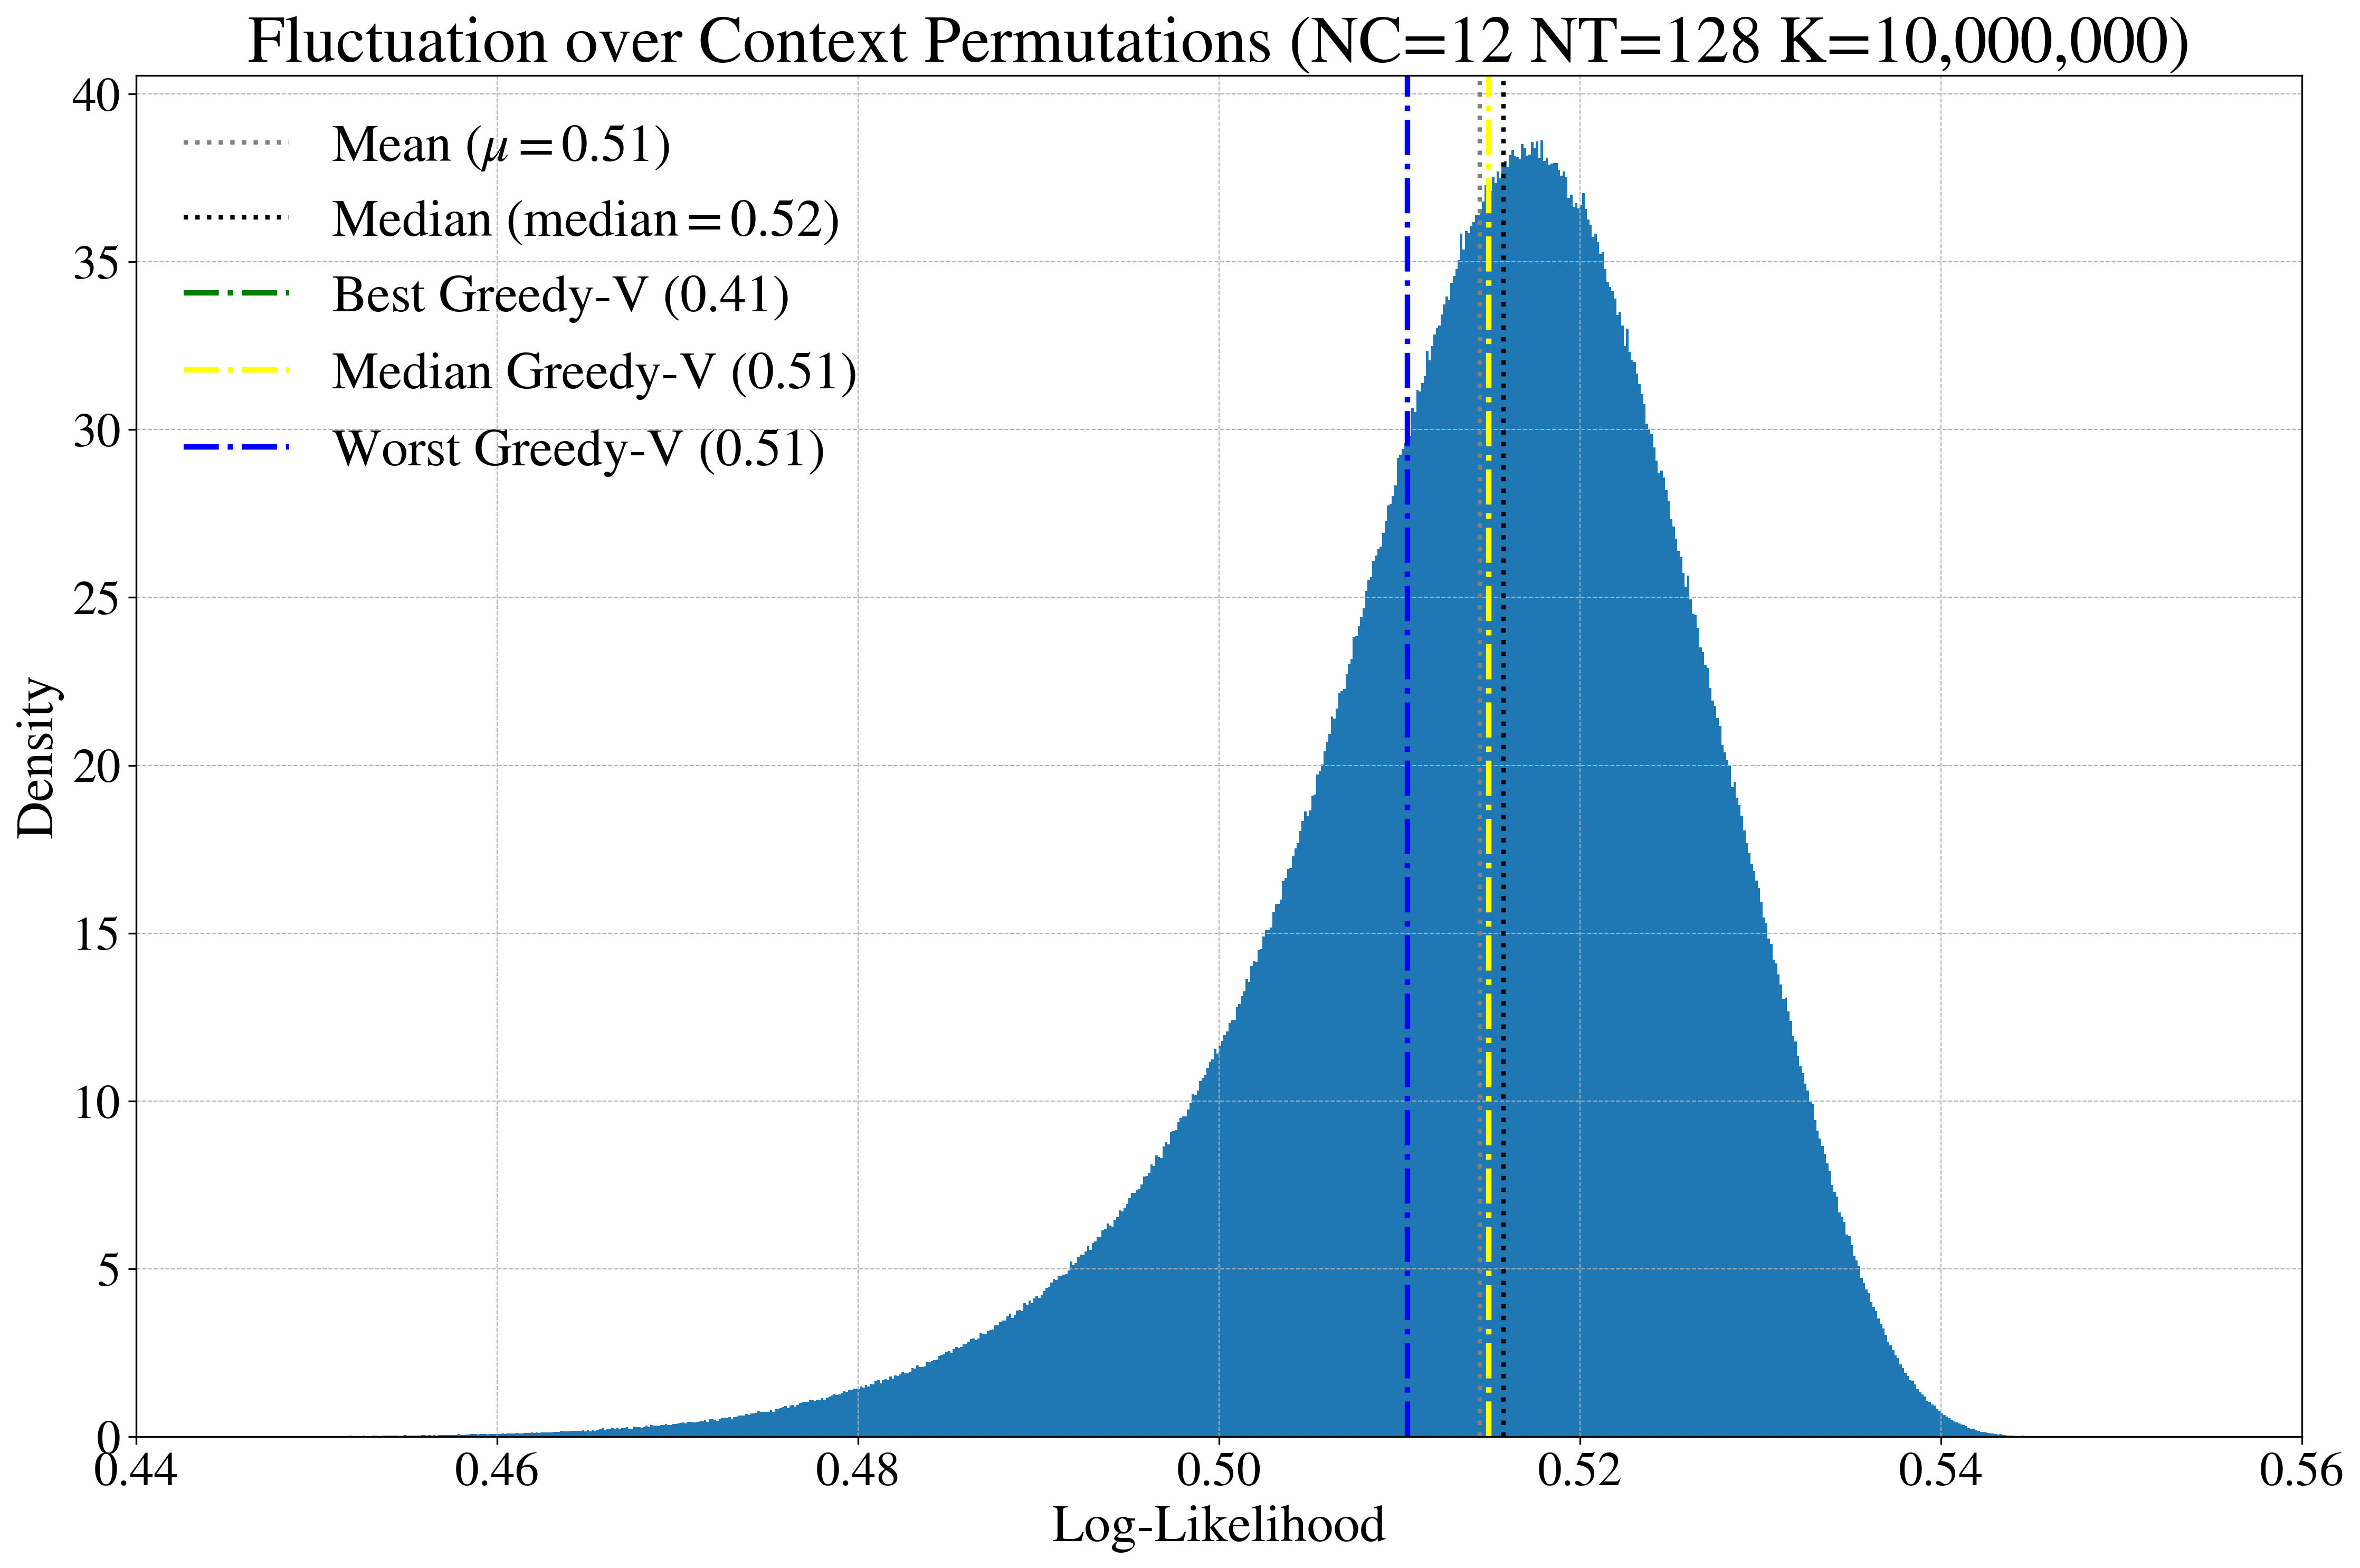 Fluctuation over Context Permutations (NC=12 NT=128 K=10,000,000)
Mean (μ = 0.51)
Median (median = 0.52)
Best Greedy-V (0.41)
Median Greedy-V (0.51)
Worst Greedy-V (0.51)
Density
40
35
30
25
20
15
10
5
0
0.44 0.46 0.48 0.50 0.52 0.54 0.56
Log-Likelihood